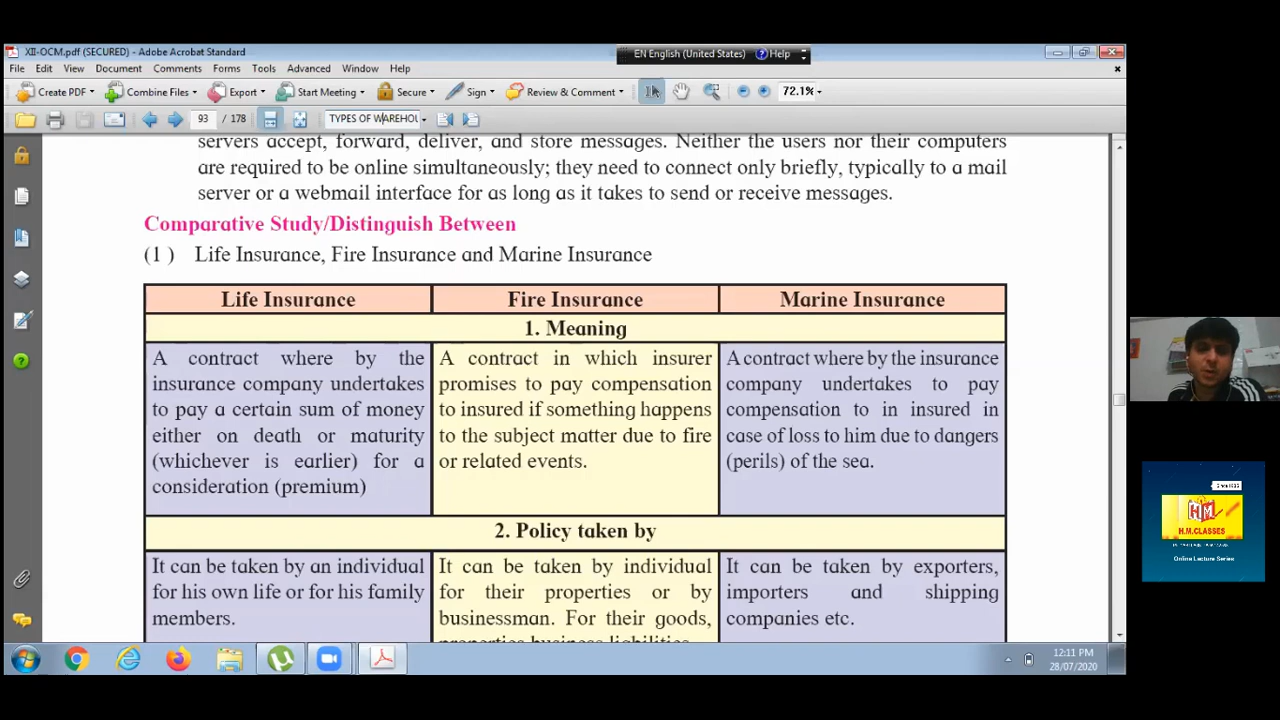 XII-OCM.pdf (SECURED) - Adobe Acrobat Standard
EN English (United States) Help
File Edit View Document Comments Forms Tools Advanced Window Help
Create PDF Combine Files Export Start Meeting Secure Sign Review & Comment 72.1%
93 / 178 TYPES OF WAREHOU
servers accept, forward, deliver, and store messages. Neither the users nor their computers
are required to be online simultaneously; they need to connect only briefly, typically to a mail
server or a webmail interface for as long as it takes to send or receive messages.
Comparative Study/Distinguish Between
(1 ) Life Insurance, Fire Insurance and Marine Insurance
Life Insurance Fire Insurance Marine Insurance
1. Meaning
A contract where by the
insurance company undertakes
to pay a certain sum of money
either on death or maturity
(whichever is earlier) for a
consideration (premium)
A contract in which insurer
promises to pay compensation
to insured if something happens
to the subject matter due to fire
or related events.
A contract where by the insurance
company undertakes to pay
compensation to in insured in
case of loss to him due to dangers
(perils) of the sea.
2. Policy taken by
It can be taken by an individual
for his own life or for his family
members.
It can be taken by individual
for their properties or by
businessman. For their goods,
properties business liabilities
It can be taken by exporters,
importers and shipping
companies etc.
HM
H.M.CLASSES
Online Lecture Series
12:11 PM
28/07/2020